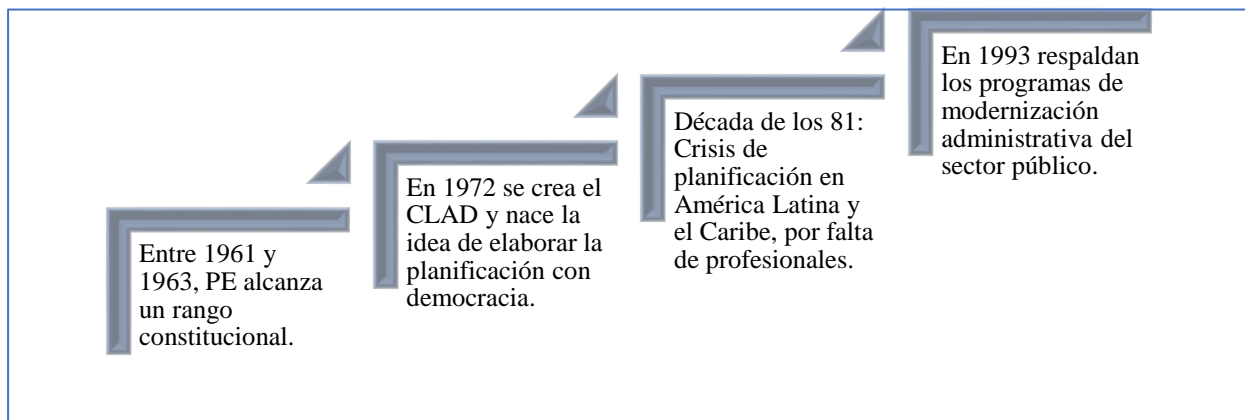 Entre 1961 y
1963, PE alcanza
un rango
constitucional.
En 1972 se crea el
CLAD y nace la
idea de elaborar la
planificación con
democracia.
Década de los 81:
Crisis de
planificación en
América Latina y
el Caribe, por falta
de profesionales.
En 1993 respaldan
los programas de
modernización
administrativa del
sector público.